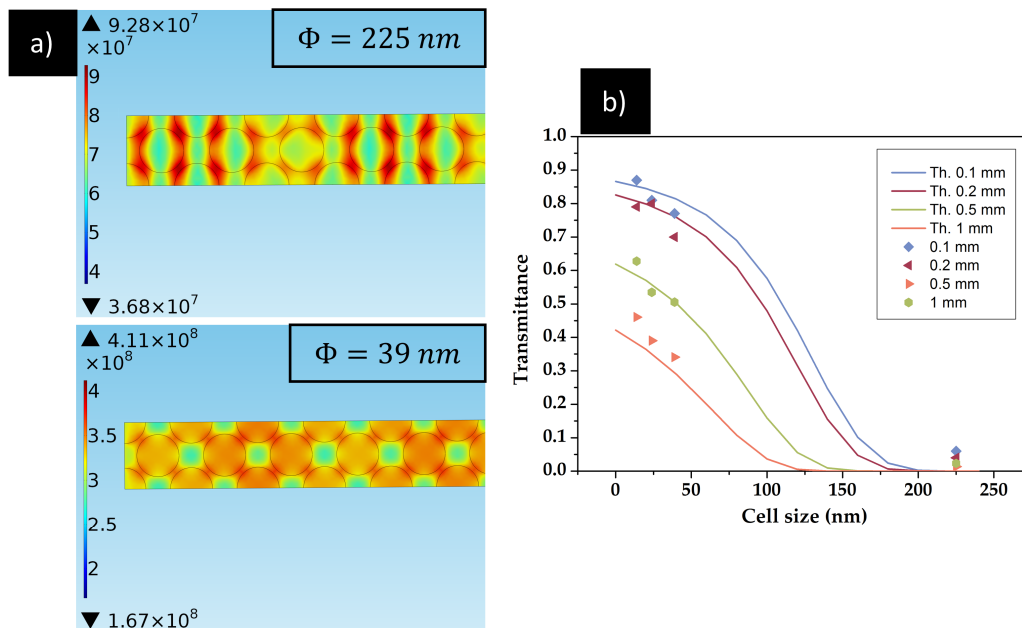 a)
▲ 9.28×10⁷
×10⁷
Φ = 225 nm
9
8
7
6
5
4
▼ 3.68×10⁷
▲ 4.11×10⁸
×10⁸
Φ = 39 nm
4
3.5
3
2.5
2
▼ 1.67×10⁸
b)
1.0
0.9
0.8
0.7
0.6
0.5
0.4
0.3
0.2
0.1
0.0
Transmittance
0 50 100 150 200 250
Cell size (nm)
Th. 0.1 mm
Th. 0.2 mm
Th. 0.5 mm
Th. 1 mm
0.1 mm
0.2 mm
0.5 mm
1 mm